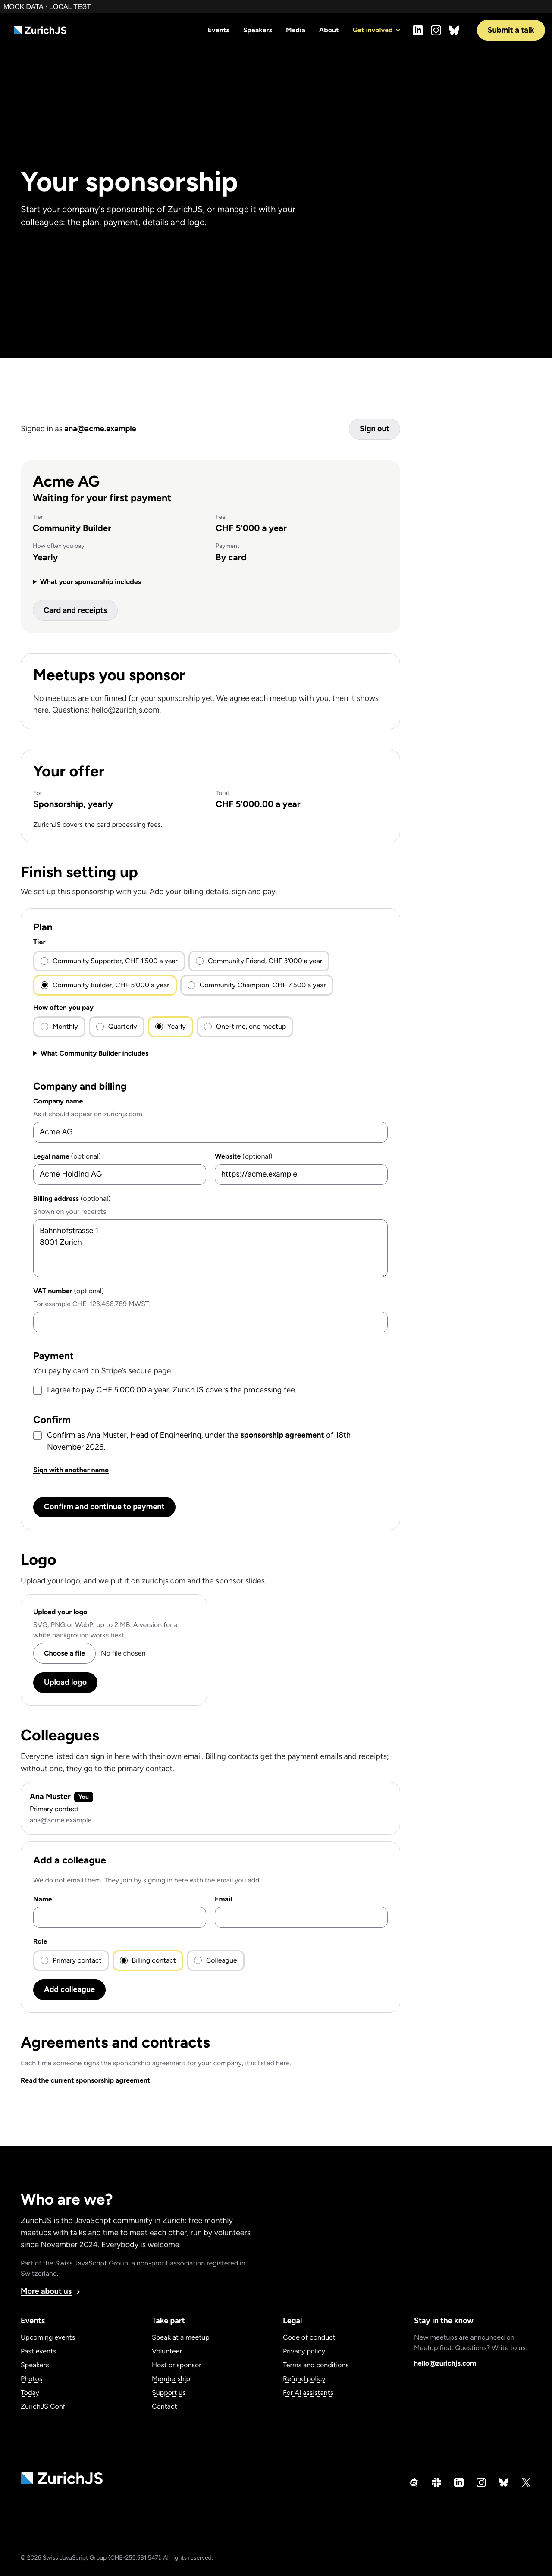 MOCK DATA · LOCAL TEST
ZurichJS
Events
Speakers
Media
About
Get involved
Submit a talk
Your sponsorship
Start your company's sponsorship of ZurichJS, or manage it with your
colleagues: the plan, payment, details and logo.
Signed in as ana@acme.example
Sign out
Acme AG
Waiting for your first payment
Tier
Community Builder
Fee
CHF 5'000 a year
How often you pay
Yearly
Payment
By card
What your sponsorship includes
Card and receipts
Meetups you sponsor
No meetups are confirmed for your sponsorship yet. We agree each meetup with you, then it shows
here. Questions: hello@zurichjs.com.
Your offer
For
Sponsorship, yearly
Total
CHF 5'000.00 a year
ZurichJS covers the card processing fees.
Finish setting up
We set up this sponsorship with you. Add your billing details, sign and pay.
Plan
Tier
Community Supporter, CHF 1'500 a year
Community Friend, CHF 3'000 a year
Community Builder, CHF 5'000 a year
Community Champion, CHF 7'500 a year
How often you pay
Monthly
Quarterly
Yearly
One-time, one meetup
What Community Builder includes
Company and billing
Company name
As it should appear on zurichjs.com.
Acme AG
Legal name (optional)
Website (optional)
Acme Holding AG
https://acme.example
Billing address (optional)
Shown on your receipts.
Bahnhofstrasse 1
8001 Zurich
VAT number (optional)
For example CHE-123.456.789 MWST.
Payment
You pay by card on Stripe's secure page.
I agree to pay CHF 5'000.00 a year. ZurichJS covers the processing fee.
Confirm
Confirm as Ana Muster, Head of Engineering, under the sponsorship agreement of 18th
November 2026.
Sign with another name
Confirm and continue to payment
Logo
Upload your logo, and we put it on zurichjs.com and the sponsor slides.
Upload your logo
SVG, PNG or WebP, up to 2 MB. A version for a
white background works best.
Choose a file
No file chosen
Upload logo
Colleagues
Everyone listed can sign in here with their own email. Billing contacts get the payment emails and receipts;
without one, they go to the primary contact.
Ana Muster
You
Primary contact
ana@acme.example
Add a colleague
We do not email them. They join by signing in here with the email you add.
Name
Email
Role
Primary contact
Billing contact
Colleague
Add colleague
Agreements and contracts
Each time someone signs the sponsorship agreement for your company, it is listed here.
Read the current sponsorship agreement
Who are we?
ZurichJS is the JavaScript community in Zurich: free monthly
meetups with talks and time to meet each other, run by volunteers
since November 2024. Everybody is welcome.
Part of the Swiss JavaScript Group, a non-profit association registered in
Switzerland.
More about us
Events
Upcoming events
Past events
Speakers
Photos
Today
ZurichJS Conf
Take part
Speak at a meetup
Volunteer
Host or sponsor
Membership
Support us
Contact
Legal
Code of conduct
Privacy policy
Terms and conditions
Refund policy
For AI assistants
Stay in the know
New meetups are announced on
Meetup first. Questions? Write to us.
hello@zurichjs.com
ZurichJS
© 2026 Swiss JavaScript Group (CHE-255.581.547). All rights reserved.